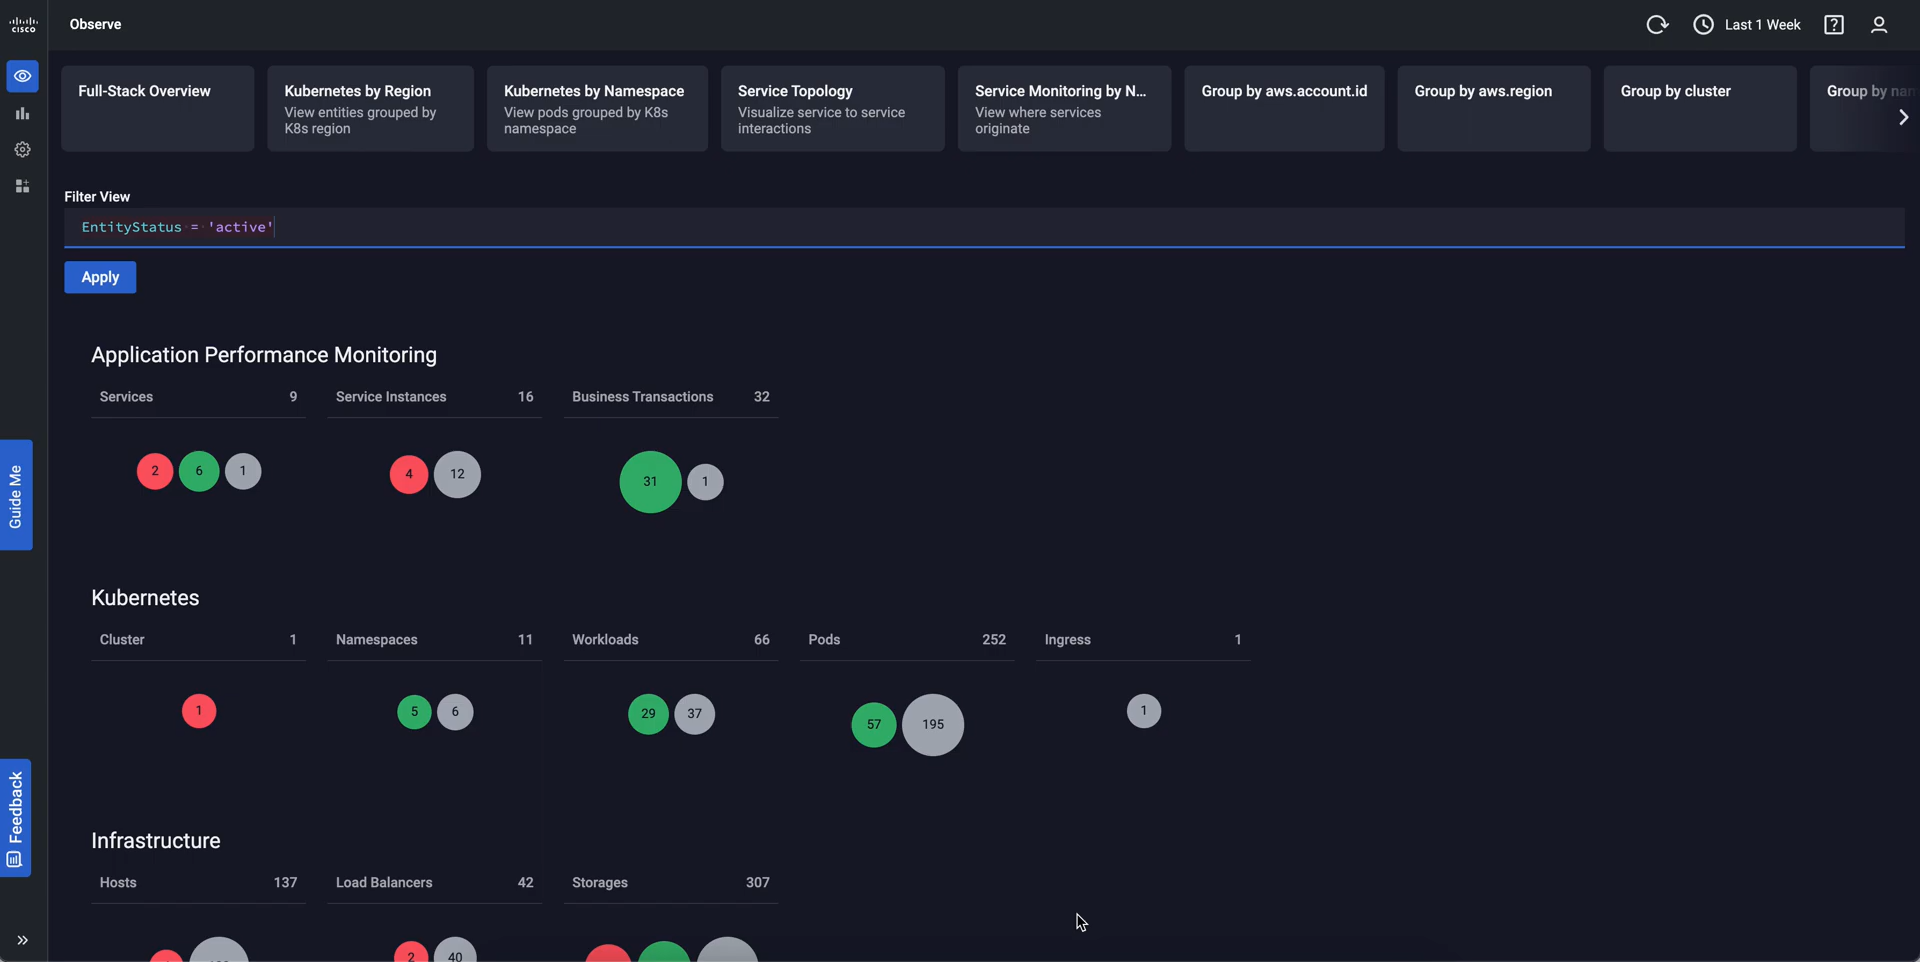 CISCO
Observe
Last 1 Week
Full-Stack Overview
Kubernetes by Region
View entities grouped by
K8s region
Kubernetes by Namespace
View pods grouped by K8s
namespace
Service Topology
Visualize service to service
interactions
Service Monitoring by N...
View where services
originate
Group by aws.account.id
Group by aws.region
Group by cluster
Group by
Filter View
EntityStatus = 'active'
Apply
Application Performance Monitoring
Services 9
Service Instances 16
Business Transactions 32
2 6 1
4 12
31 1
Guide Me
Kubernetes
Cluster 1
Namespaces 11
Workloads 66
Pods 252
Ingress 1
1
5 6
29 37
57 195
1
Feedback
Infrastructure
Hosts 137
Load Balancers 42
Storages 307
2 40